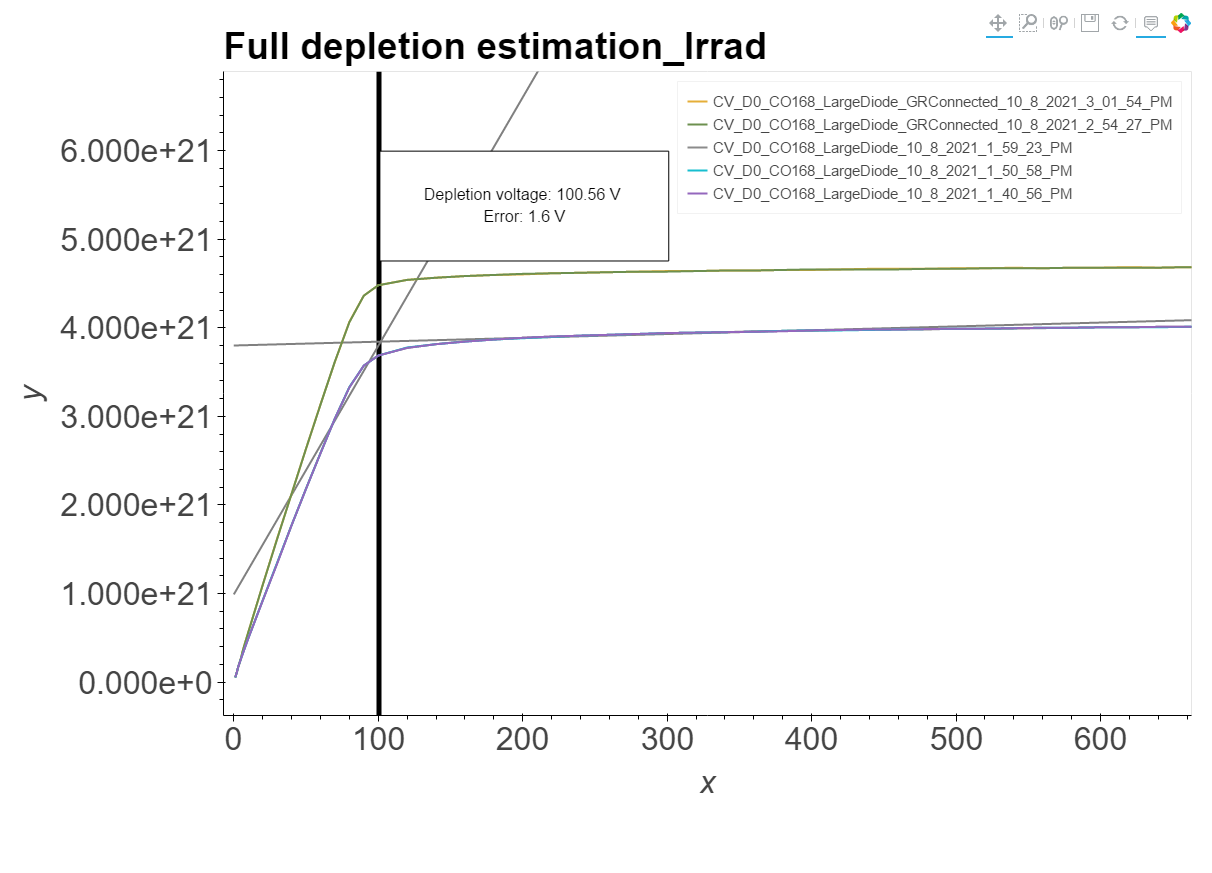 Full depletion estimation_Irrad
CV_D0_CO168_LargeDiode_GRConnected_10_8_2021_3_01_54_PM
CV_D0_CO168_LargeDiode_GRConnected_10_8_2021_2_54_27_PM
CV_D0_CO168_LargeDiode_10_8_2021_1_59_23_PM
CV_D0_CO168_LargeDiode_10_8_2021_1_50_58_PM
CV_D0_CO168_LargeDiode_10_8_2021_1_40_56_PM
Depletion voltage: 100.56 V
Error: 1.6 V
6.000e+21
5.000e+21
4.000e+21
3.000e+21
2.000e+21
1.000e+21
0.000e+0
y
0 100 200 300 400 500 600
x